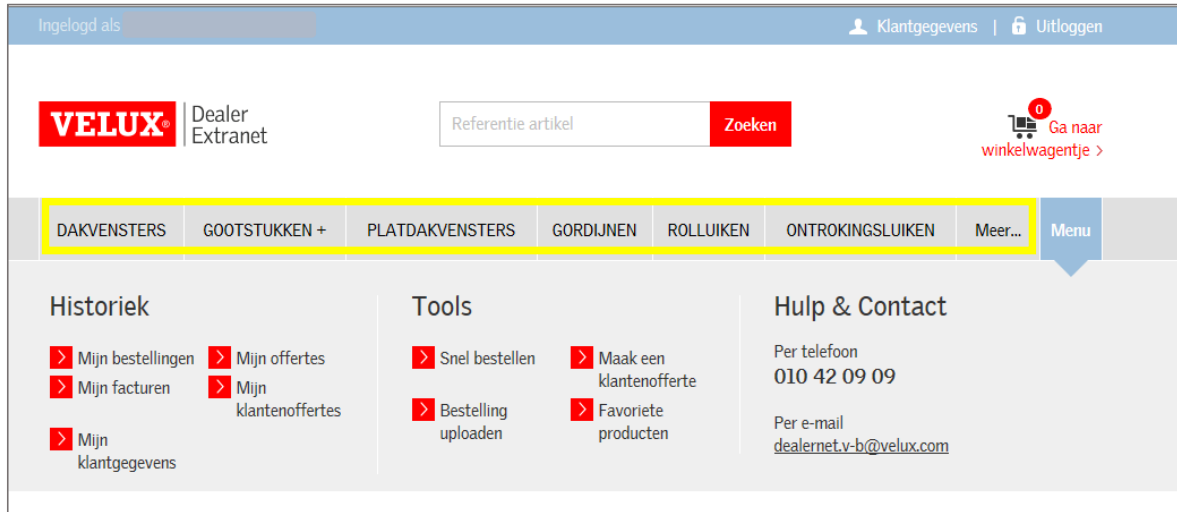 Ingelogd als
Klantgegevens | Uitloggen
VELUX®
Dealer
Extranet
Referentie artikel
Zoeken
0
Ga naar
winkelwagentje >
DAKVENSTERS GOOTSTUKKEN + PLATDAKVENSTERS GORDIJNEN ROLLUIKEN ONTROKINGSLUIKEN Meer... Menu
Historiek
Mijn bestellingen
Mijn offertes
Mijn facturen
Mijn
klantenoffertes
Mijn
klantgegevens
Tools
Snel bestellen
Maak een
klantenofferte
Bestelling
uploaden
Favoriete
producten
Hulp & Contact
Per telefoon
010 42 09 09
Per e-mail
dealernet.v-b@velux.com